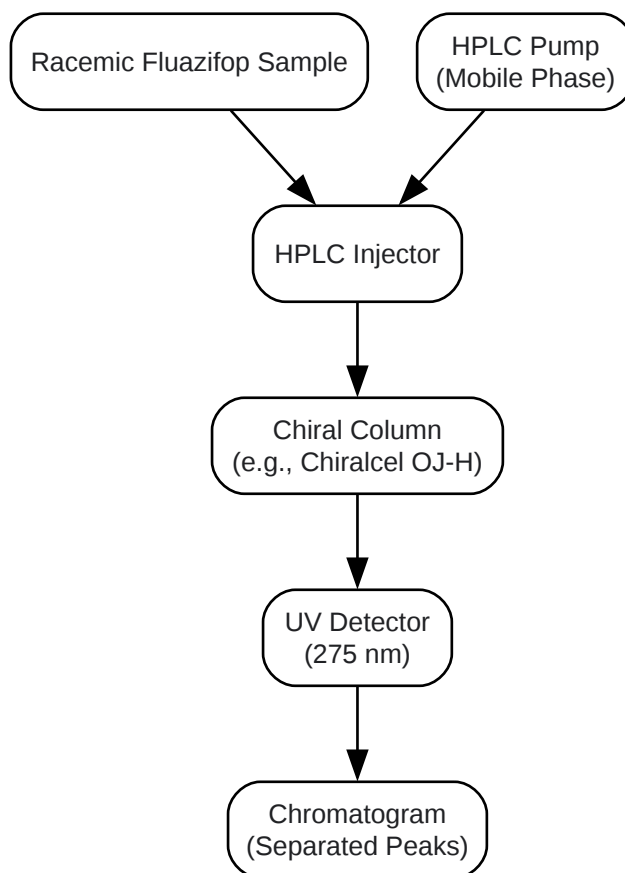 Racemic Fluazifop Sample
HPLC Pump
(Mobile Phase)
HPLC Injector
Chiral Column
(e.g., Chiralcel OJ-H)
UV Detector
(275 nm)
Chromatogram
(Separated Peaks)